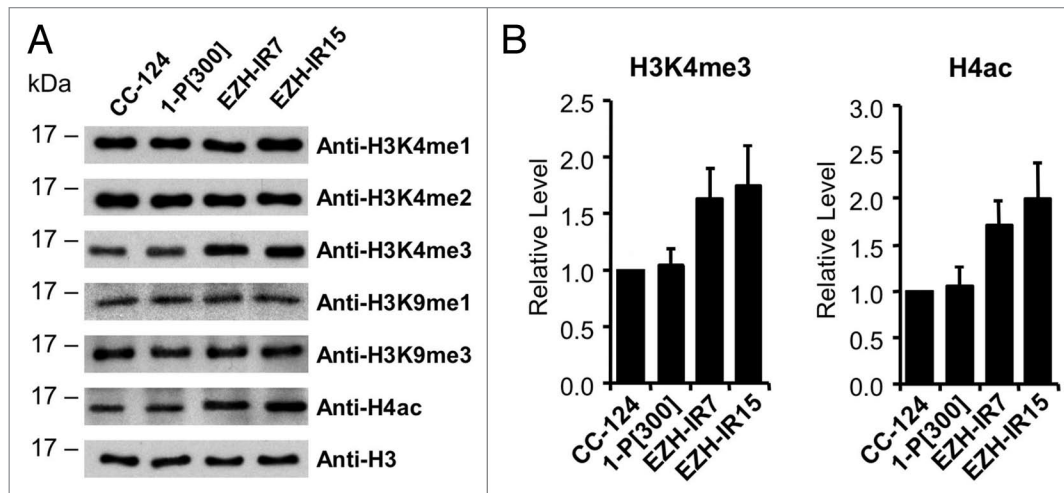 A
kDa
CC-124
1-P[300]
EZH-IR7
EZH-IR15
17 – Anti-H3K4me1
17 – Anti-H3K4me2
17 – Anti-H3K4me3
17 – Anti-H3K9me1
17 – Anti-H3K9me3
17 – Anti-H4ac
17 – Anti-H3
B
H3K4me3
Relative Level
2.5
2.0
1.5
1.0
0.5
0.0
CC-124
1-P[300]
EZH-IR7
EZH-IR15
H4ac
Relative Level
3.0
2.5
2.0
1.5
1.0
0.5
0.0
CC-124
1-P[300]
EZH-IR7
EZH-IR15